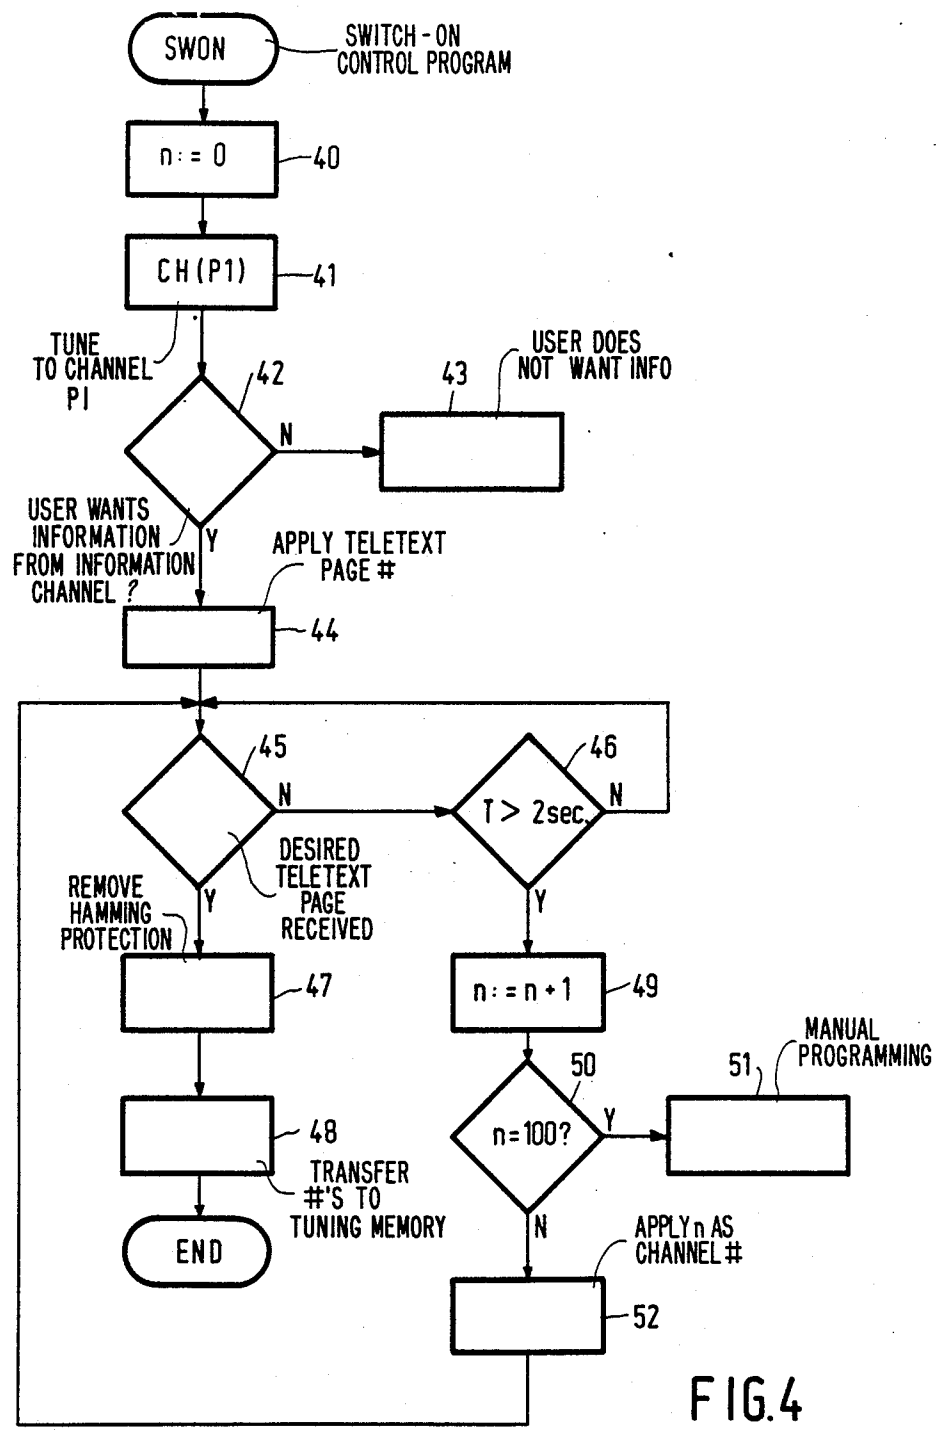 SWON
SWITCH-ON
CONTROL PROGRAM
n:=0
40
CH(P1)
41
TUNE
TO CHANNEL
P1
42
N
43
USER DOES
NOT WANT INFO
USER WANTS
INFORMATION
FROM INFORMATION
CHANNEL?
Y
APPLY TELETEXT
PAGE #
44
45
N
46
T > 2sec.
N
DESIRED
TELETEXT
PAGE
RECEIVED
Y
REMOVE
HAMMING
PROTECTION
Y
47
n:=n+1
49
MANUAL
PROGRAMMING
50
51
n=100?
Y
48
TRANSFER
#'S TO
TUNING MEMORY
N
APPLY n AS
CHANNEL #
END
52
FIG.4